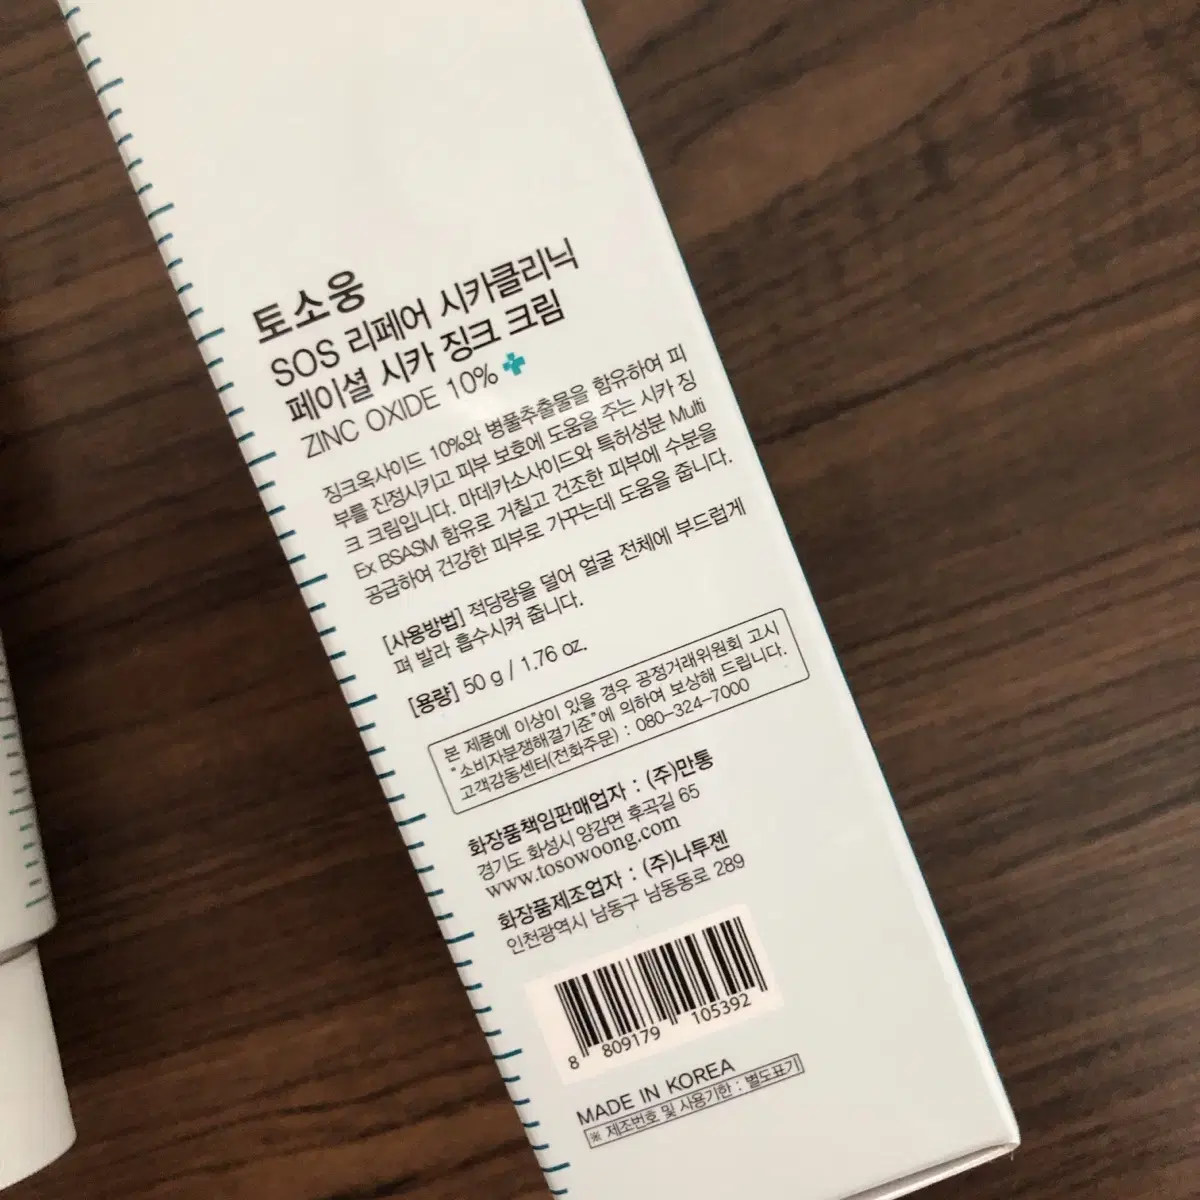 토소웅
SOS 리페어 시카클리닉
페이셜 시카 징크 크림
ZINC OXIDE 10%
징크옥사이드 10%와 병풀추출물을 함유하여 피
부를 진정시키고 피부 보호에 도움을 주는 시카 징
크 크림입니다. 마데카소사이드와 특허성분 Multi
Ex BSASM 함유로 거칠고 건조한 피부에 수분을
공급하여 건강한 피부로 가꾸는데 도움을 줍니다.
[사용방법] 적당량을 덜어 얼굴 전체에 부드럽게
펴 발라 흡수시켜 줍니다.
[용량] 50 g / 1.76 oz.
본 제품에 이상이 있을 경우 공정거래위원회 고시
"소비자분쟁해결기준"에 의하여 보상해 드립니다.
고객감동센터(전화주문) : 080-324-7000
화장품책임판매업자 : (주)만통
경기도 화성시 양감면 후곡길 65
www.tosowoong.com
화장품제조업자 : (주)나투젠
인천광역시 남동구 남동동로 289
8 809179 105392
MADE IN KOREA
※ 제조번호 및 사용기한 : 별도표기